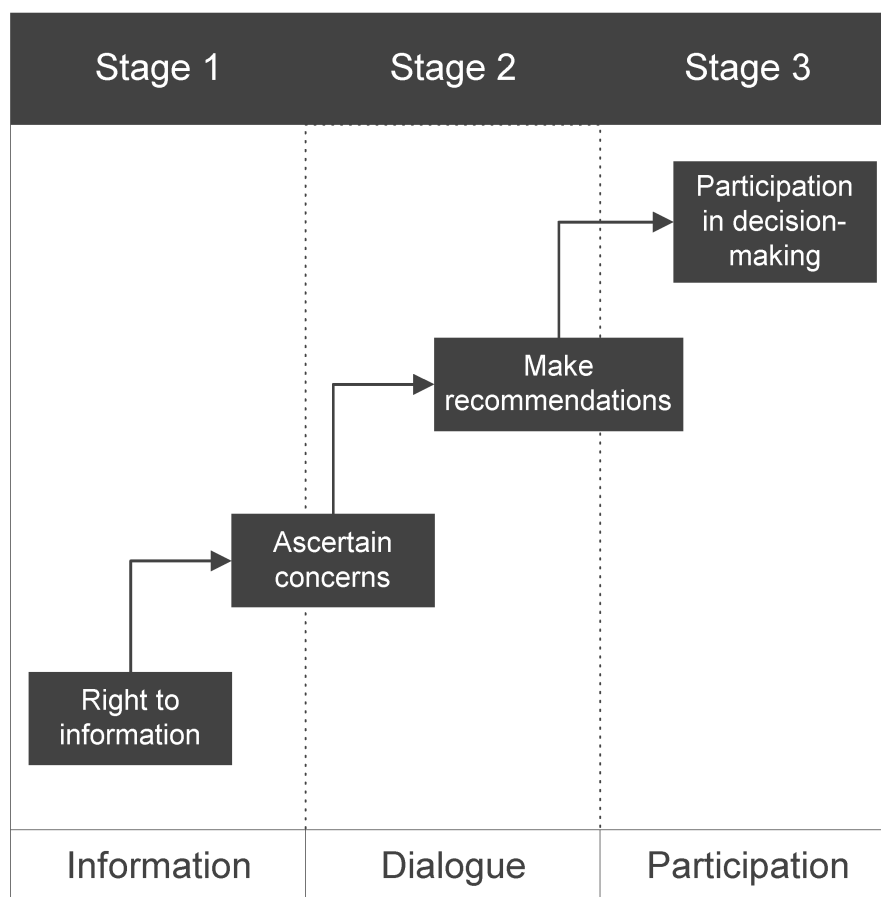 Stage 1 Stage 2 Stage 3
Participation
in decision-
making
Make
recommendations
Ascertain
concerns
Right to
information
Information Dialogue Participation